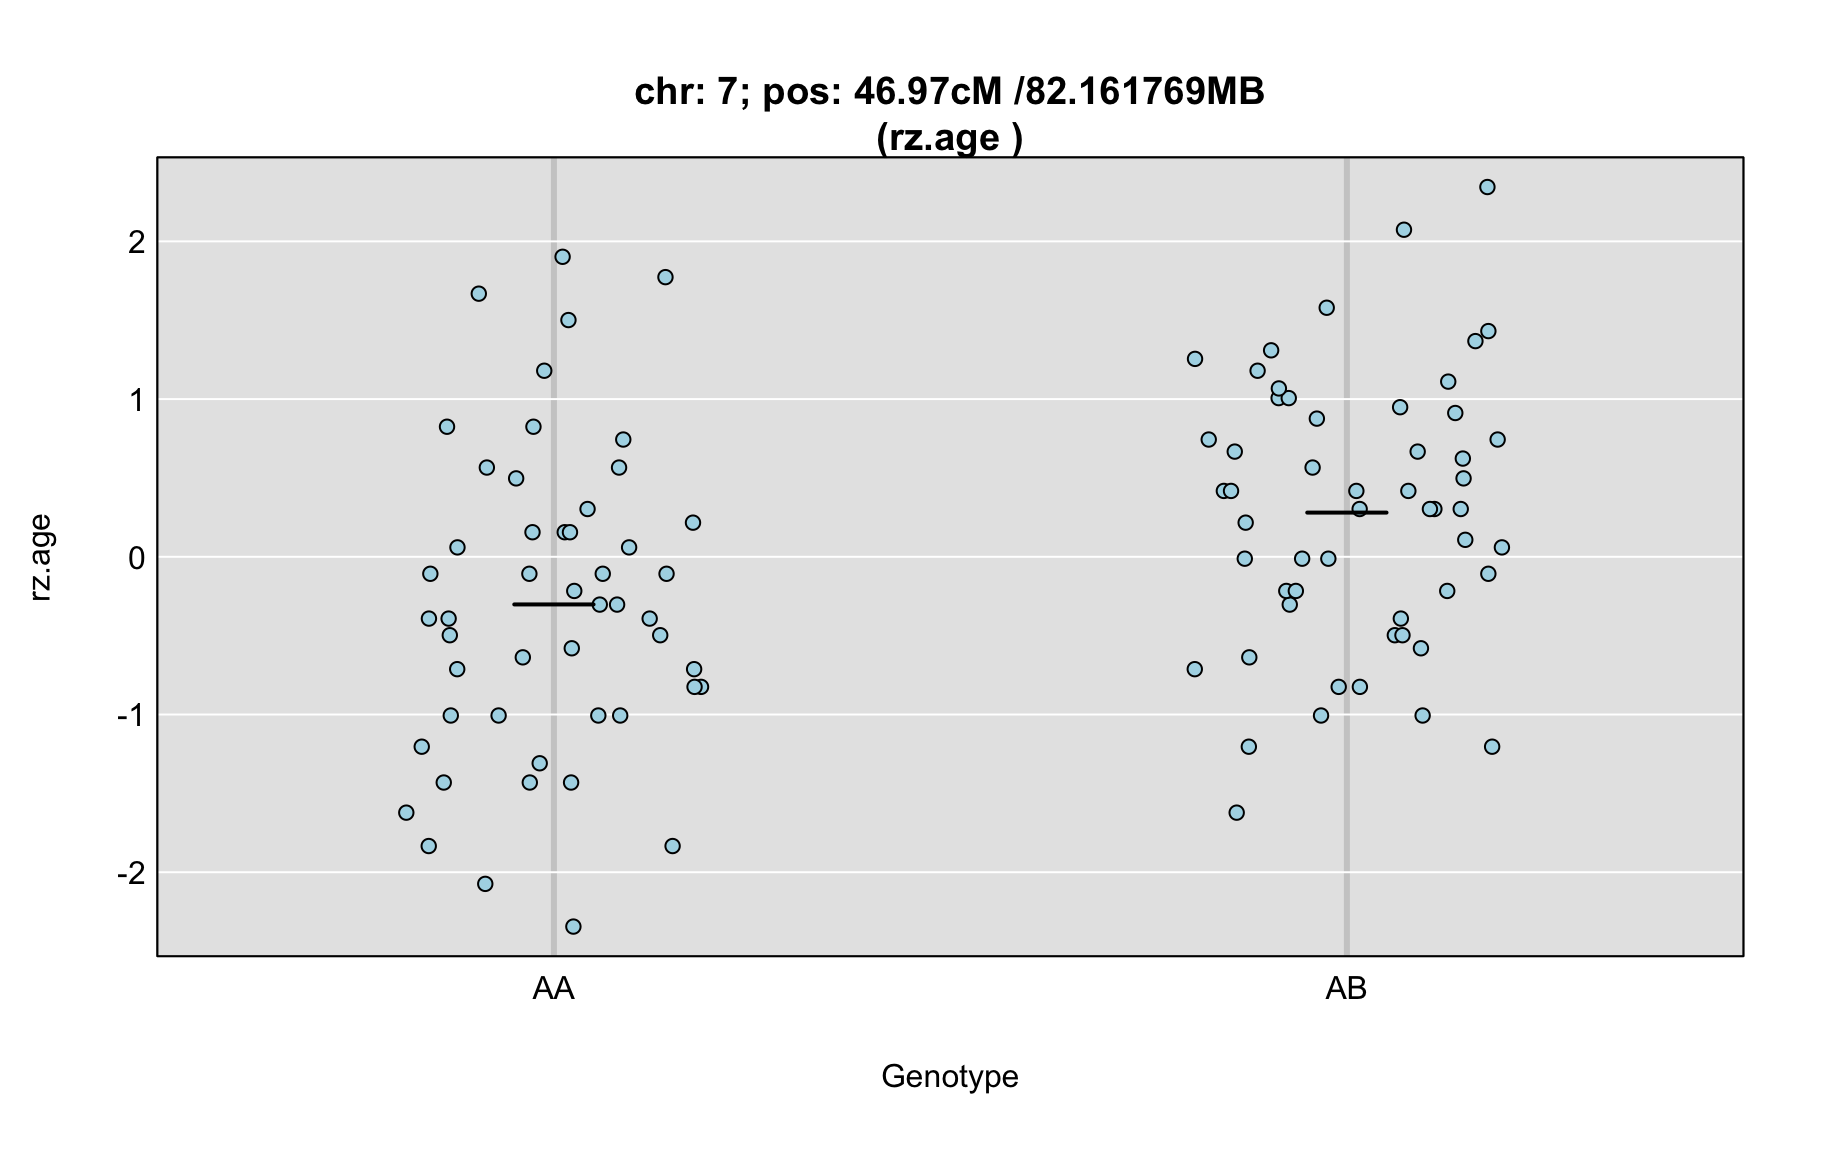 chr: 7; pos: 46.97cM /82.161769MB
(rz.age )
rz.age
2
1
0
-1
-2
AA
AB
Genotype